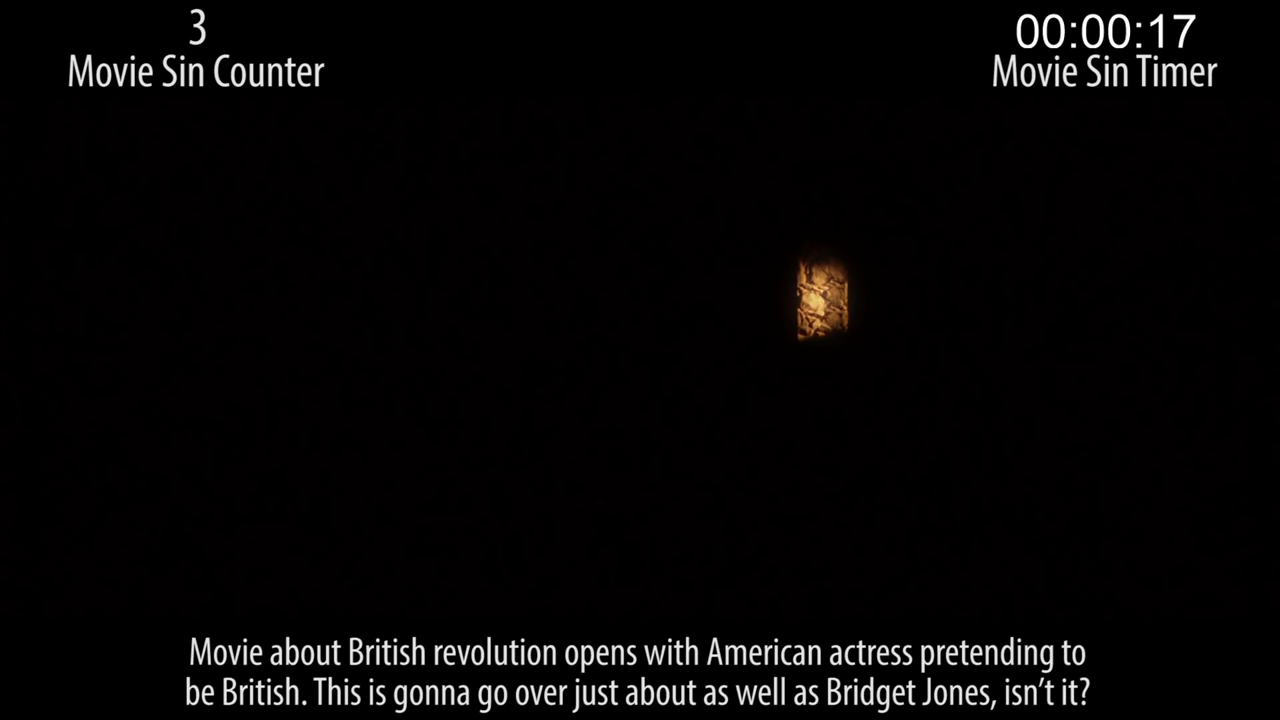 3
Movie Sin Counter
00:00:17
Movie Sin Timer
Movie about British revolution opens with American actress pretending to
be British. This is gonna go over just about as well as Bridget Jones, isn't it?